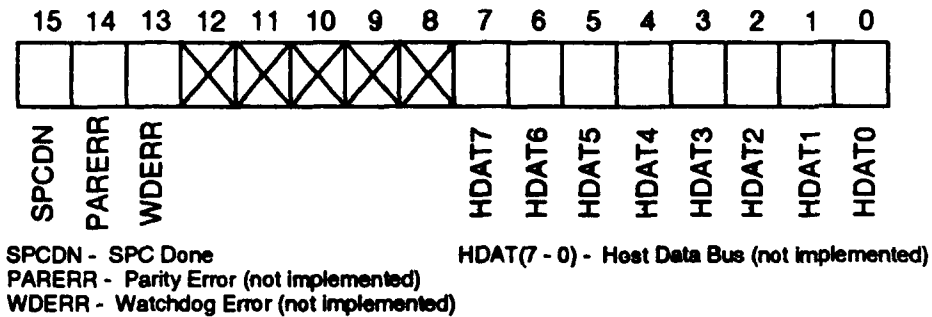 15 14 13 12 11 10 9 8 7 6 5 4 3 2 1 0
SPCDN PARERR WDERR HDAT7 HDAT6 HDAT5 HDAT4 HDAT3 HDAT2 HDAT1 HDAT0
SPCDN - SPC Done HDAT(7 - 0) - Host Data Bus (not implemented)
PARERR - Parity Error (not implemented)
WDERR - Watchdog Error (not implemented)